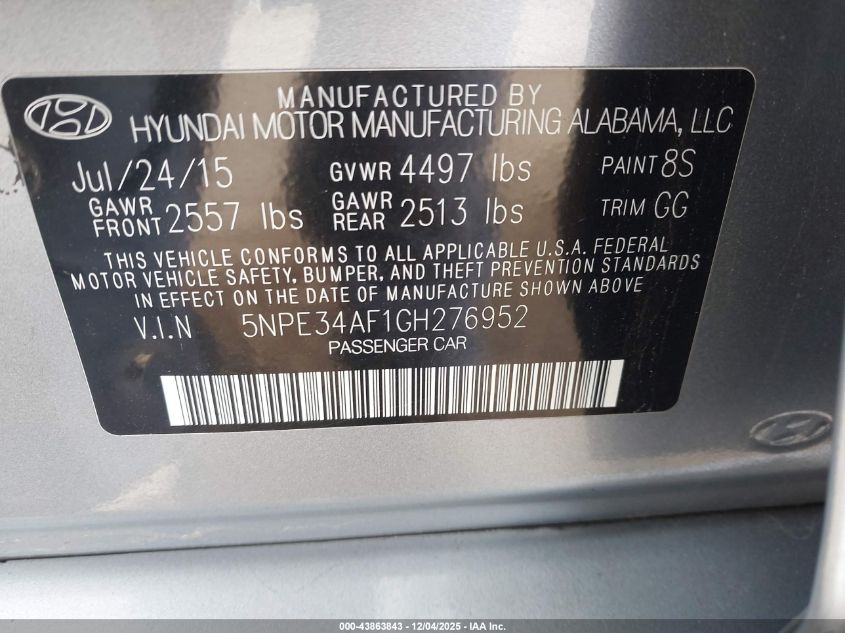 MANUFACTURED BY
HYUNDAI MOTOR MANUFACTURING ALABAMA, LLC
Jul/24/15 GVWR 4497 lbs PAINT 8S
GAWR FRONT 2557 lbs GAWR REAR 2513 lbs TRIM GG
THIS VEHICLE CONFORMS TO ALL APPLICABLE U.S.A. FEDERAL
MOTOR VEHICLE SAFETY, BUMPER, AND THEFT PREVENTION STANDARDS
IN EFFECT ON THE DATE OF MANUFACTURE SHOWN ABOVE
V.I.N 5NPE34AF1GH276952
PASSENGER CAR
000-43863843 — 12/04/2025 — IAA Inc.